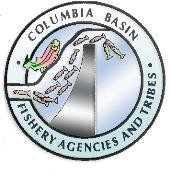 COLUMBIA BASIN
• FISHERY AGENCIES AND TRIBES •